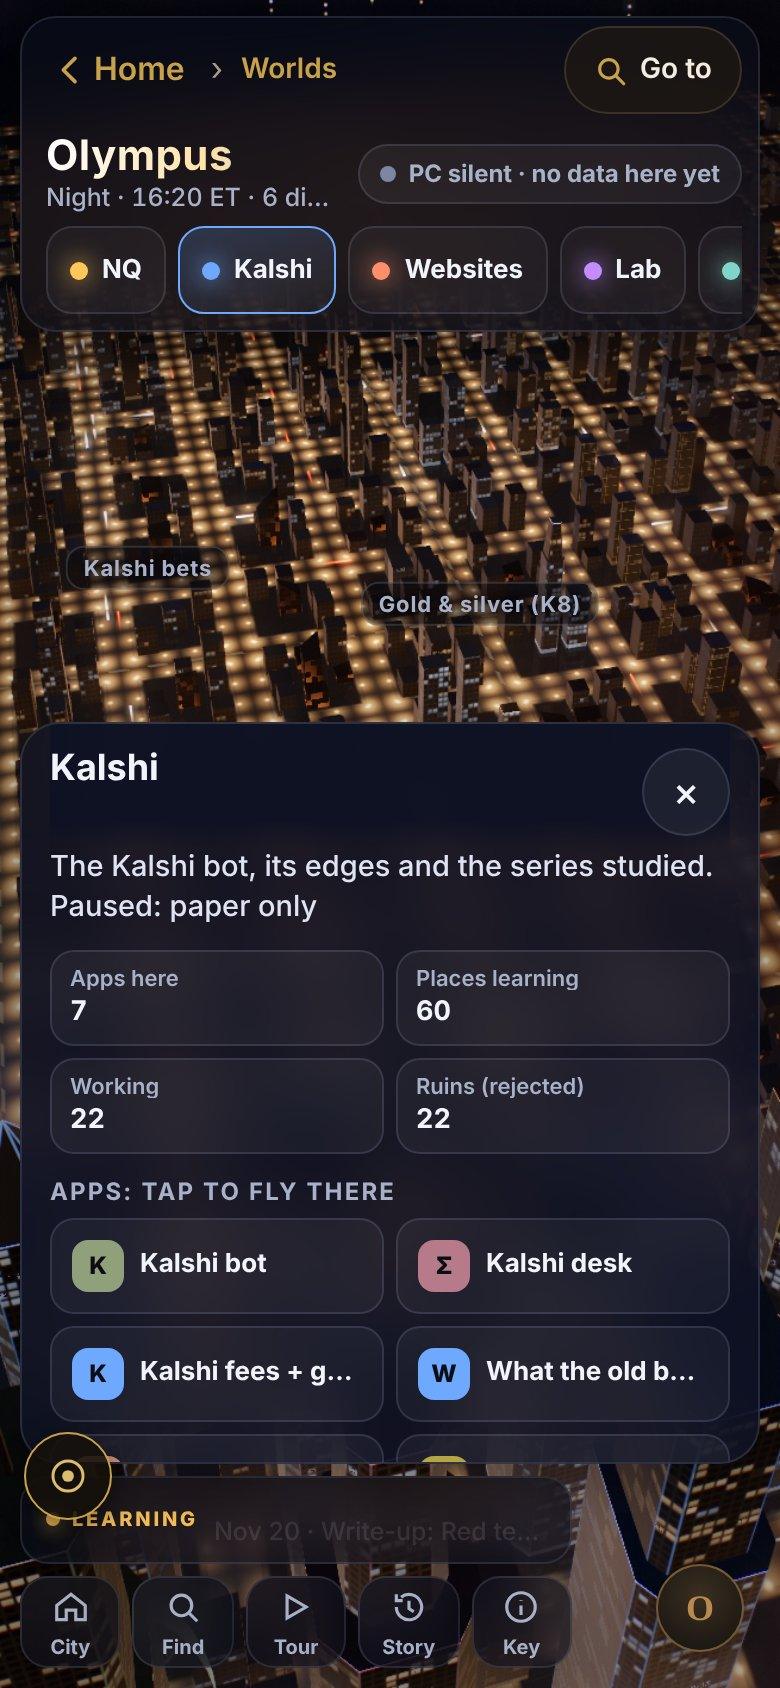 Home › Worlds
Go to
Olympus
Night · 16:20 ET · 6 di...
PC silent · no data here yet
NQ
Kalshi
Websites
Lab
Kalshi bets
Gold & silver (K8)
Kalshi
×
The Kalshi bot, its edges and the series studied.
Paused: paper only
Apps here
7
Places learning
60
Working
22
Ruins (rejected)
22
APPS: TAP TO FLY THERE
K Kalshi bot
Σ Kalshi desk
K Kalshi fees + g...
W What the old b...
LEARNING
Nov 20 · Write-up: Red te...
City
Find
Tour
Story
Key
O